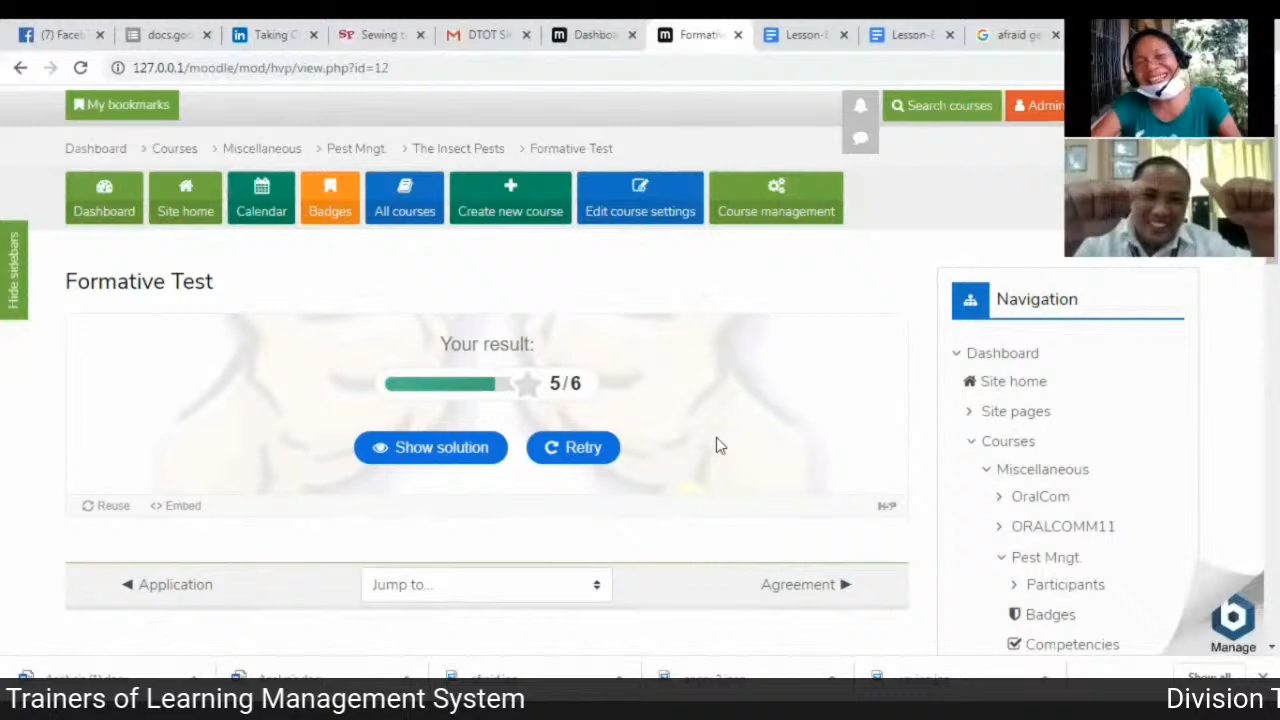 (7) Faceb
docs.goo
Taking C
Sewing t
DTOT S
Dashbo
Formativ
Lesson-
Lesson-
afraid ge
127.0.0.1/moodle/mod/hvp/view.php?id=12
My bookmarks
Search courses
Admin
Dashboard > Courses > Miscellaneous > Pest Mngt. > The Insect Pests > Formative Test
Dashboard
Site home
Calendar
Badges
All courses
Create new course
Edit course settings
Course management
Hide sidebars
Formative Test
Your result:
5/6
Show solution
Retry
Reuse
<> Embed
H-P
Application
Jump to...
Agreement
Navigation
Dashboard
Site home
Site pages
Courses
Miscellaneous
OralCom
ORALCOMM11
Pest Mngt.
Participants
Badges
Competencies
Manage
Show all
Trainers of Learning Management System
Division T